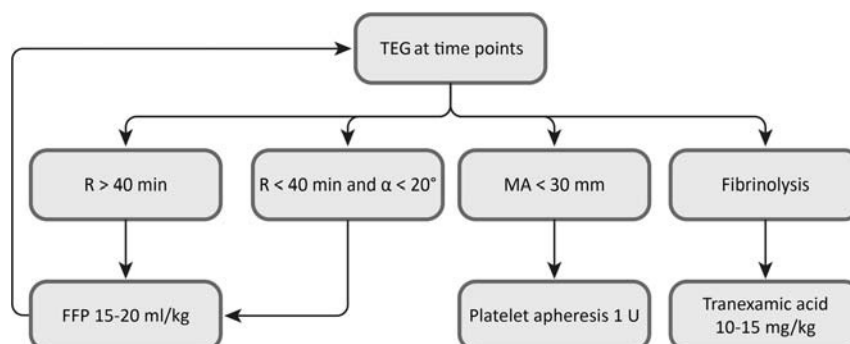 TEG at time points
R > 40 min
R < 40 min and α < 20°
MA < 30 mm
Fibrinolysis
FFP 15-20 ml/kg
Platelet apheresis 1 U
Tranexamic acid
10-15 mg/kg